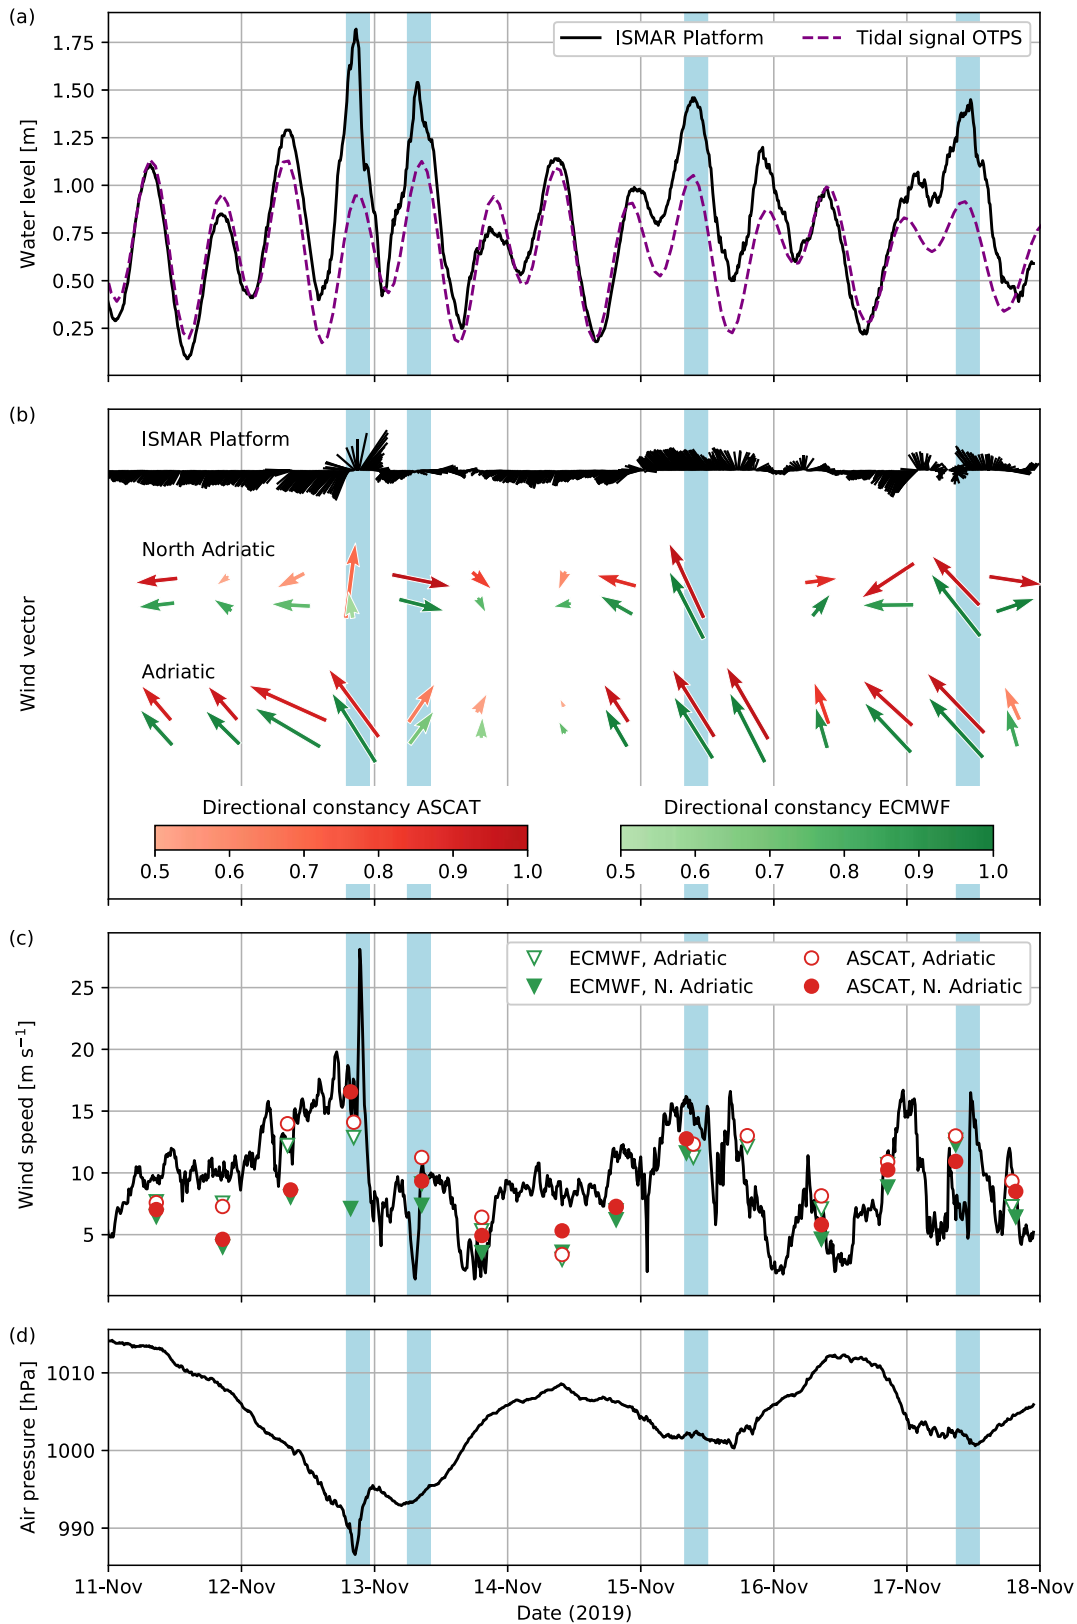 (a)
Water level [m]
1.75
1.50
1.25
1.00
0.75
0.50
0.25
ISMAR Platform
Tidal signal OTPS
(b)
Wind vector
ISMAR Platform
North Adriatic
Adriatic
Directional constancy ASCAT
0.5 0.6 0.7 0.8 0.9 1.0
Directional constancy ECMWF
0.5 0.6 0.7 0.8 0.9 1.0
(c)
Wind speed [m s⁻¹]
25
20
15
10
5
ECMWF, Adriatic
ECMWF, N. Adriatic
ASCAT, Adriatic
ASCAT, N. Adriatic
(d)
Air pressure [hPa]
1010
1000
990
11-Nov 12-Nov 13-Nov 14-Nov 15-Nov 16-Nov 17-Nov 18-Nov
Date (2019)